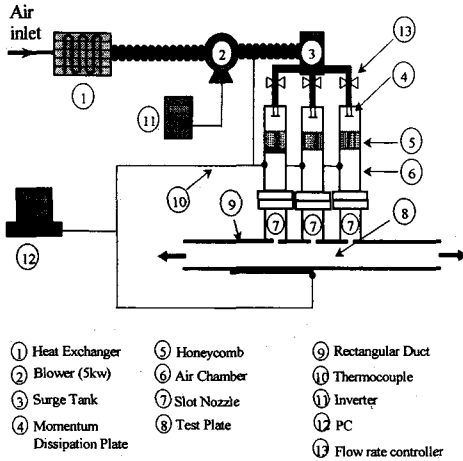 Air
inlet
1
2
3
13
4
11
5
10
6
9
7 7 7
8
12
1 Heat Exchanger
2 Blower (5kw)
3 Surge Tank
4 Momentum
Dissipation Plate
5 Honeycomb
6 Air Chamber
7 Slot Nozzle
8 Test Plate
9 Rectangular Duct
10 Thermocouple
11 Inverter
12 PC
13 Flow rate controller